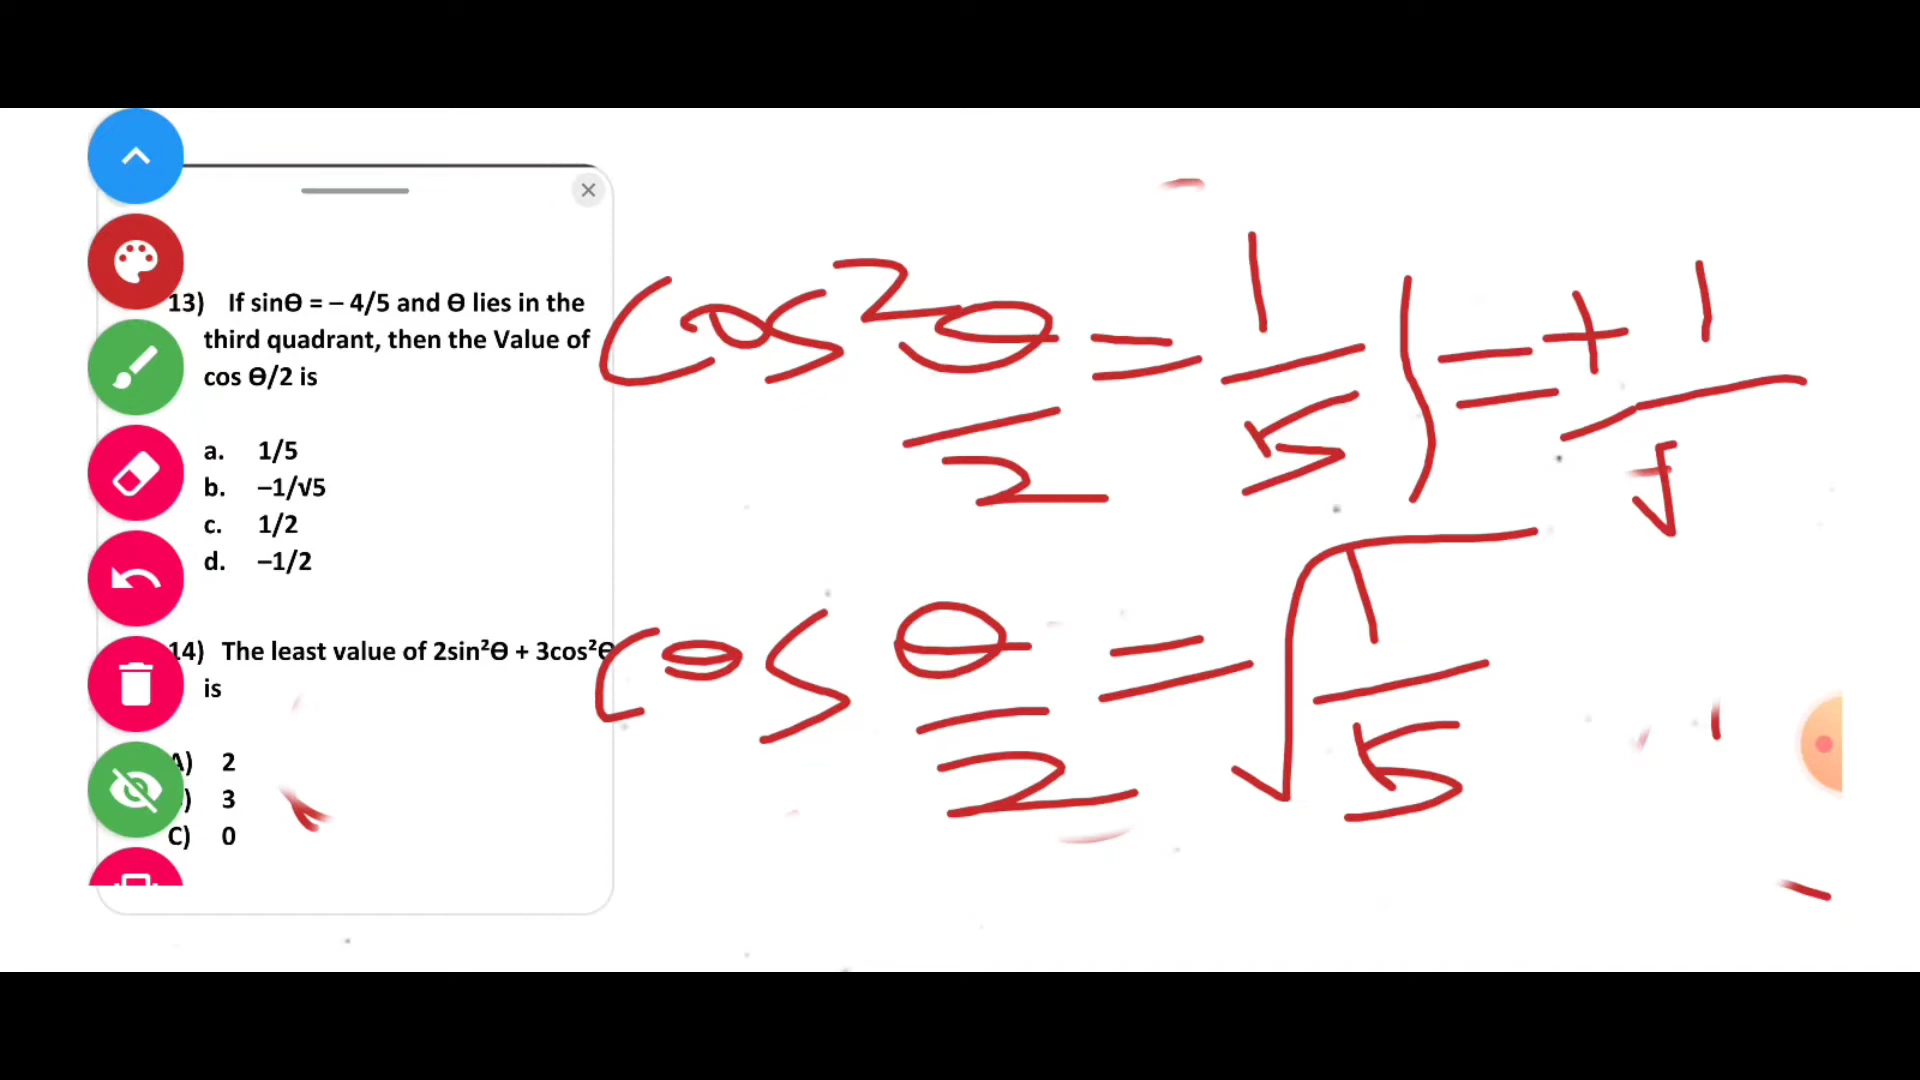 13) If sinϴ = – 4/5 and ϴ lies in the
third quadrant, then the Value of
cos ϴ/2 is
a. 1/5
b. –1/√5
c. 1/2
d. –1/2
14) The least value of 2sin²ϴ + 3cos²ϴ
is
A) 2
) 3
C) 0
cos²θ/2 = 1/5 | = + 1/√
cos θ/2 = √1/5